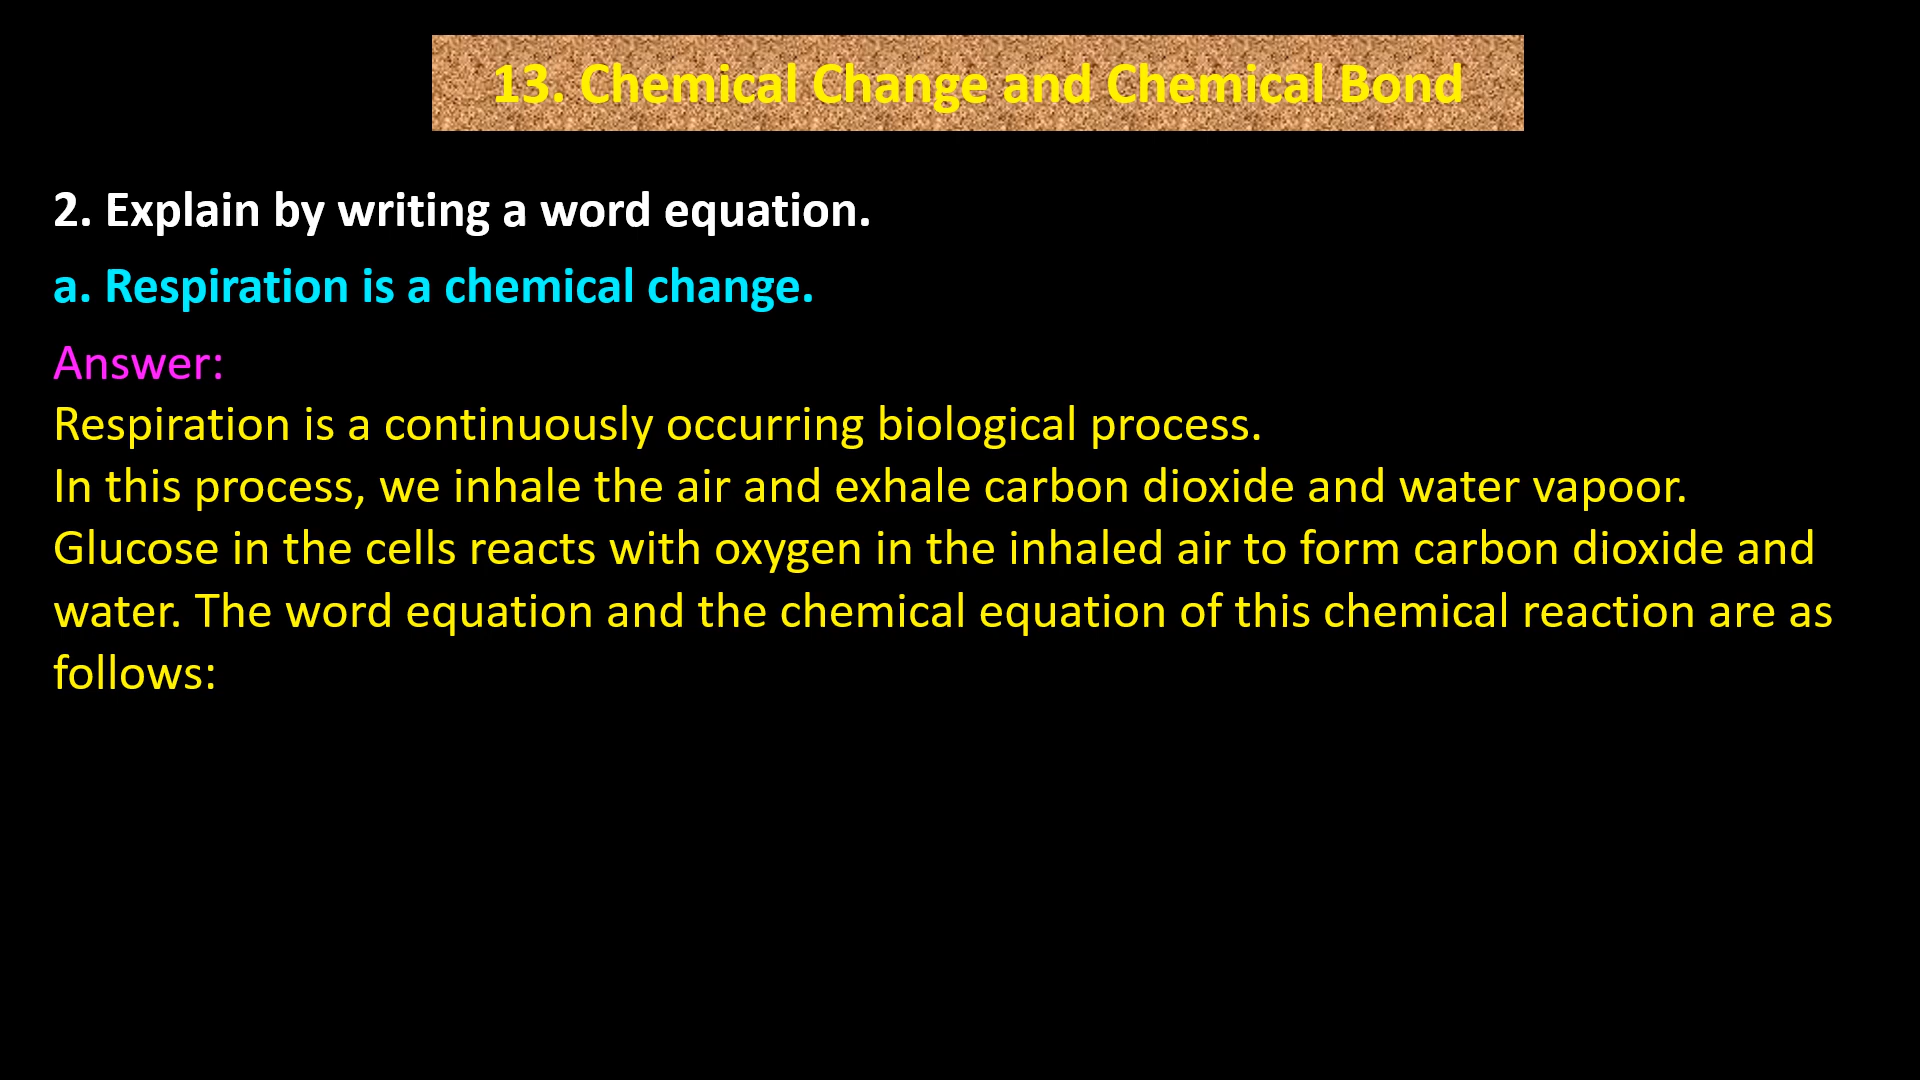 13. Chemical Change and Chemical Bond
2. Explain by writing a word equation.
a. Respiration is a chemical change.
Answer:
Respiration is a continuously occurring biological process.
In this process, we inhale the air and exhale carbon dioxide and water vapoor.
Glucose in the cells reacts with oxygen in the inhaled air to form carbon dioxide and
water. The word equation and the chemical equation of this chemical reaction are as
follows: